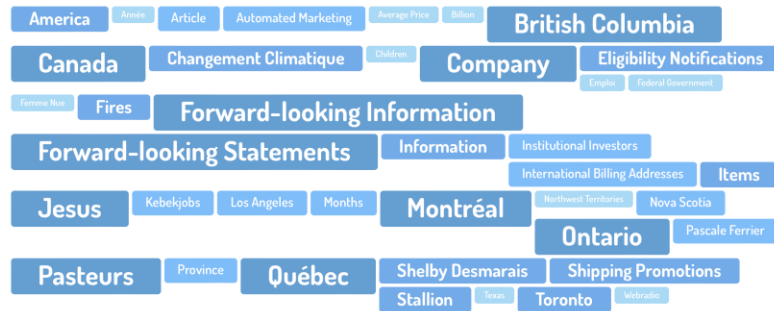 America Année Article Automated Marketing Average Price Billion British Columbia
Canada Changement Climatique Children Company Eligibility Notifications
Emploi Federal Government
Femme Nue Fires Forward-looking Information
Forward-looking Statements Information Institutional Investors
International Billing Addresses Items
Jesus Kebekjobs Los Angeles Months Montréal Northwest Territories Nova Scotia
Ontario Pascale Ferrier
Pasteurs Province Québec Shelby Desmarais Shipping Promotions
Stallion Texas Toronto Webradio